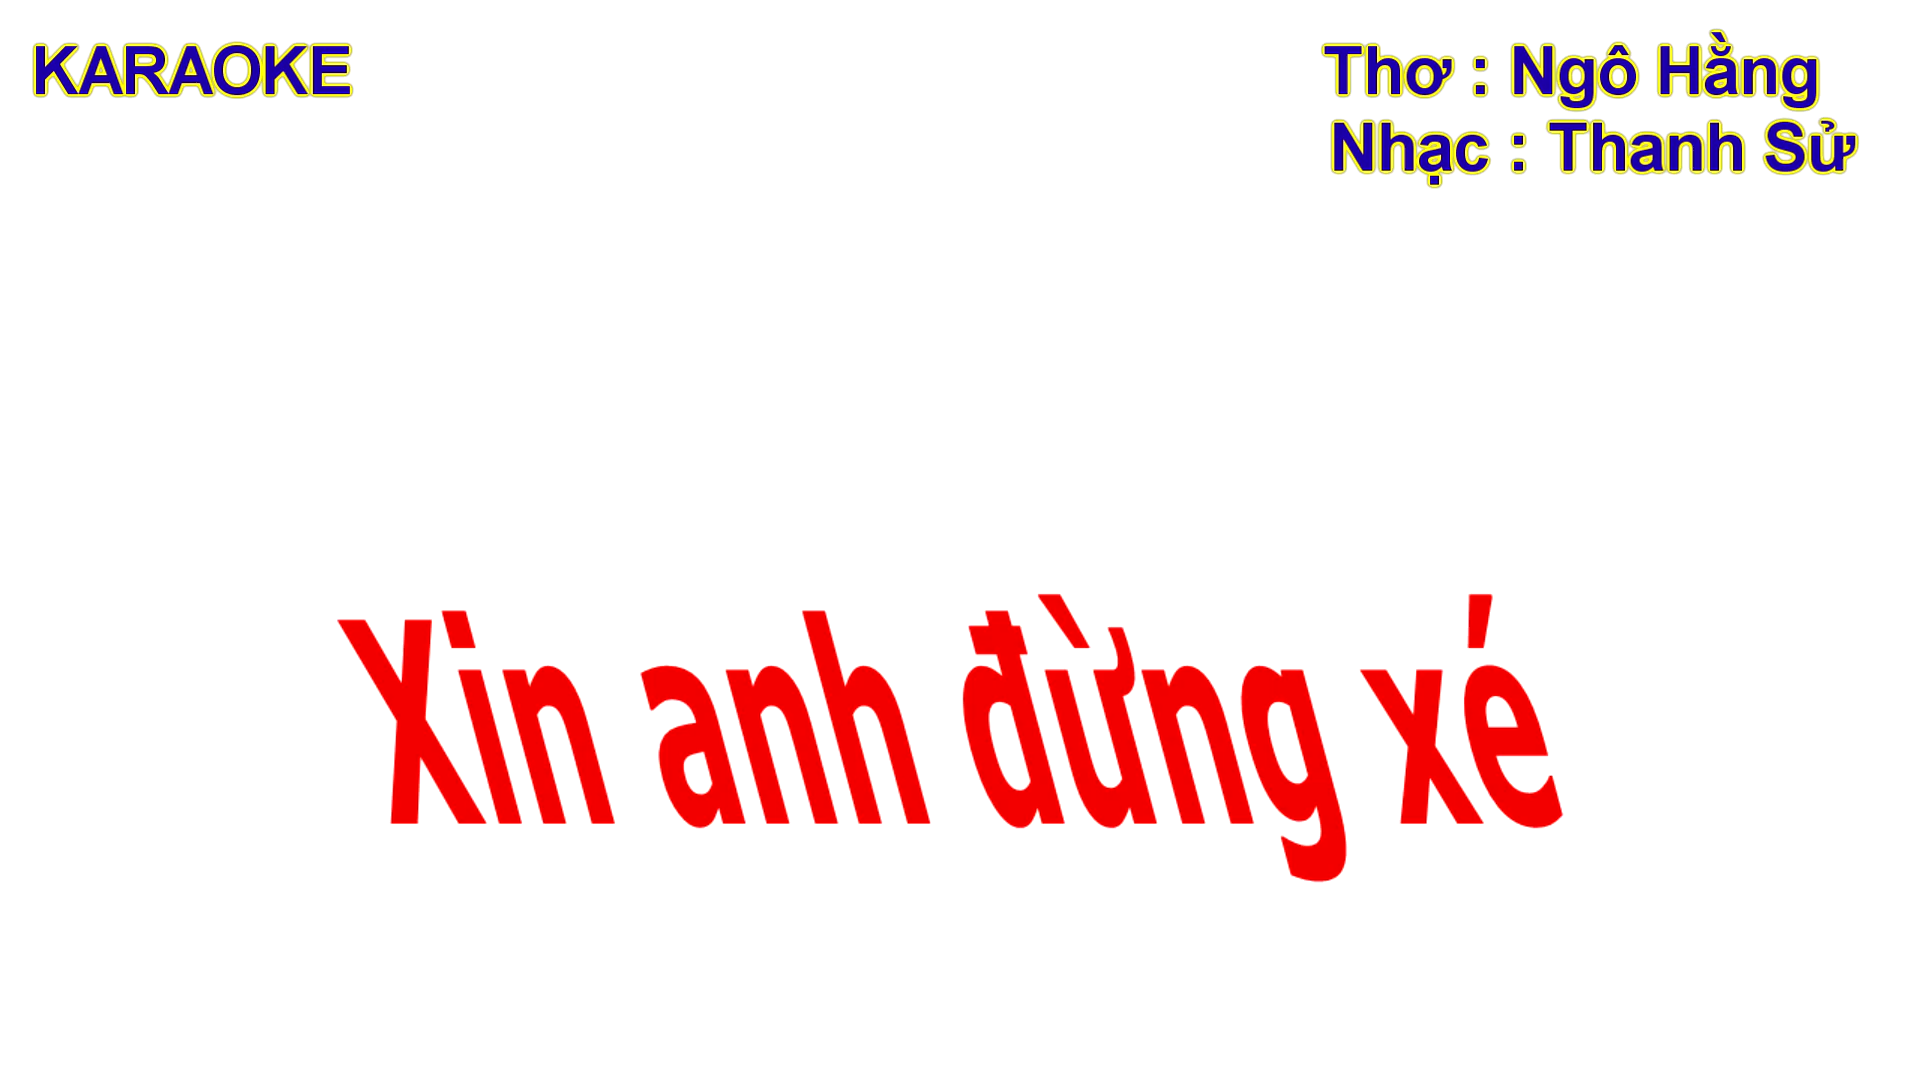 KARAOKE
Thơ : Ngô Hằng
Nhạc : Thanh Sử
Xin anh đừng xé